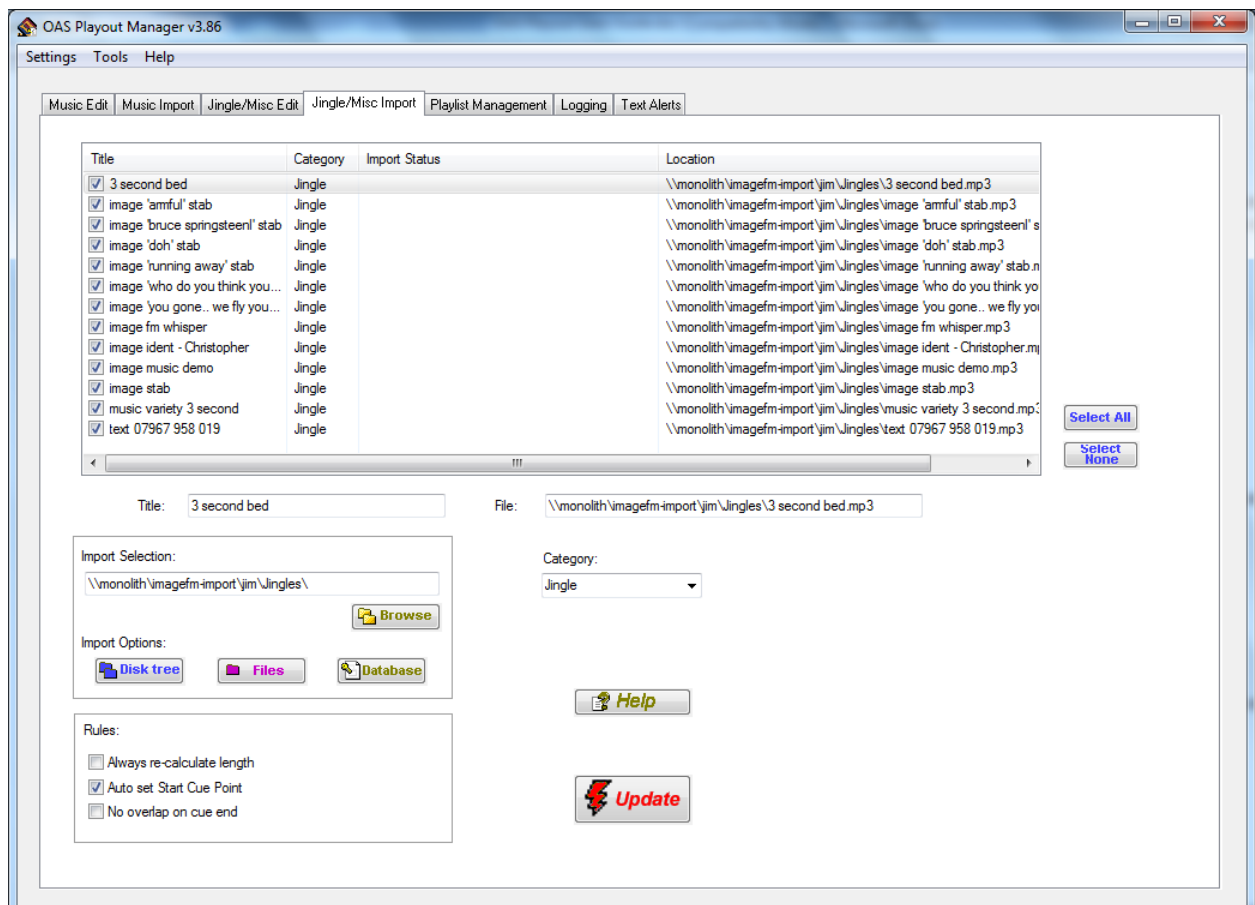 OAS Playout Manager v3.86
Settings Tools Help
Music Edit Music Import Jingle/Misc Edit Jingle/Misc Import Playlist Management Logging Text Alerts
Title Category Import Status Location
3 second bed Jingle \\monolith\imagefm-import\jim\Jingles\3 second bed.mp3
image 'armful' stab Jingle \\monolith\imagefm-import\jim\Jingles\image 'armful' stab.mp3
image 'bruce springsteenl' stab Jingle \\monolith\imagefm-import\jim\Jingles\image 'bruce springsteenl' s
image 'doh' stab Jingle \\monolith\imagefm-import\jim\Jingles\image 'doh' stab.mp3
image 'running away' stab Jingle \\monolith\imagefm-import\jim\Jingles\image 'running away' stab.m
image 'who do you think you... Jingle \\monolith\imagefm-import\jim\Jingles\image 'who do you think yo
image 'you gone.. we fly you... Jingle \\monolith\imagefm-import\jim\Jingles\image 'you gone.. we fly you
image fm whisper Jingle \\monolith\imagefm-import\jim\Jingles\image fm whisper.mp3
image ident - Christopher Jingle \\monolith\imagefm-import\jim\Jingles\image ident - Christopher.mp
image music demo Jingle \\monolith\imagefm-import\jim\Jingles\image music demo.mp3
image stab Jingle \\monolith\imagefm-import\jim\Jingles\image stab.mp3
music variety 3 second Jingle \\monolith\imagefm-import\jim\Jingles\music variety 3 second.mp3
text 07967 958 019 Jingle \\monolith\imagefm-import\jim\Jingles\text 07967 958 019.mp3
Select All
Select
None
Title: 3 second bed File: \\monolith\imagefm-import\jim\Jingles\3 second bed.mp3
Import Selection:
\\monolith\imagefm-import\jim\Jingles\
Browse
Import Options:
Disk tree Files Database
Category:
Jingle
Help
Update
Rules:
Always re-calculate length
Auto set Start Cue Point
No overlap on cue end